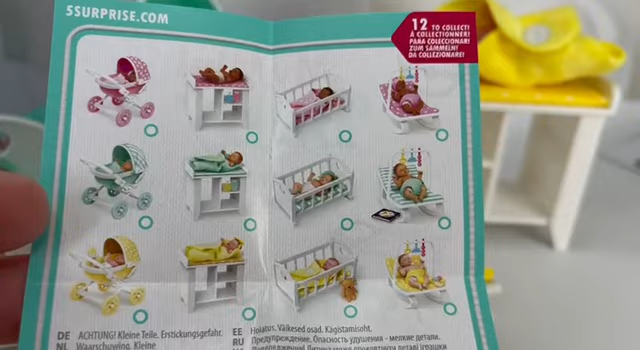 5SURPRISE.COM
12 TO COLLECT!
À COLLECTIONNER!
PARA COLECCIONAR!
ZUM SAMMELN!
DA COLLEZIONARE!
DE ACHTUNG! Kleine Teile. Erstickungsgefahr.
NL Waarschuwing. Kleine
EE Hoiatus. Väikesed osad. Kägistamisoht.
RU Предупреждение. Опасность удушения - мелкие детали.